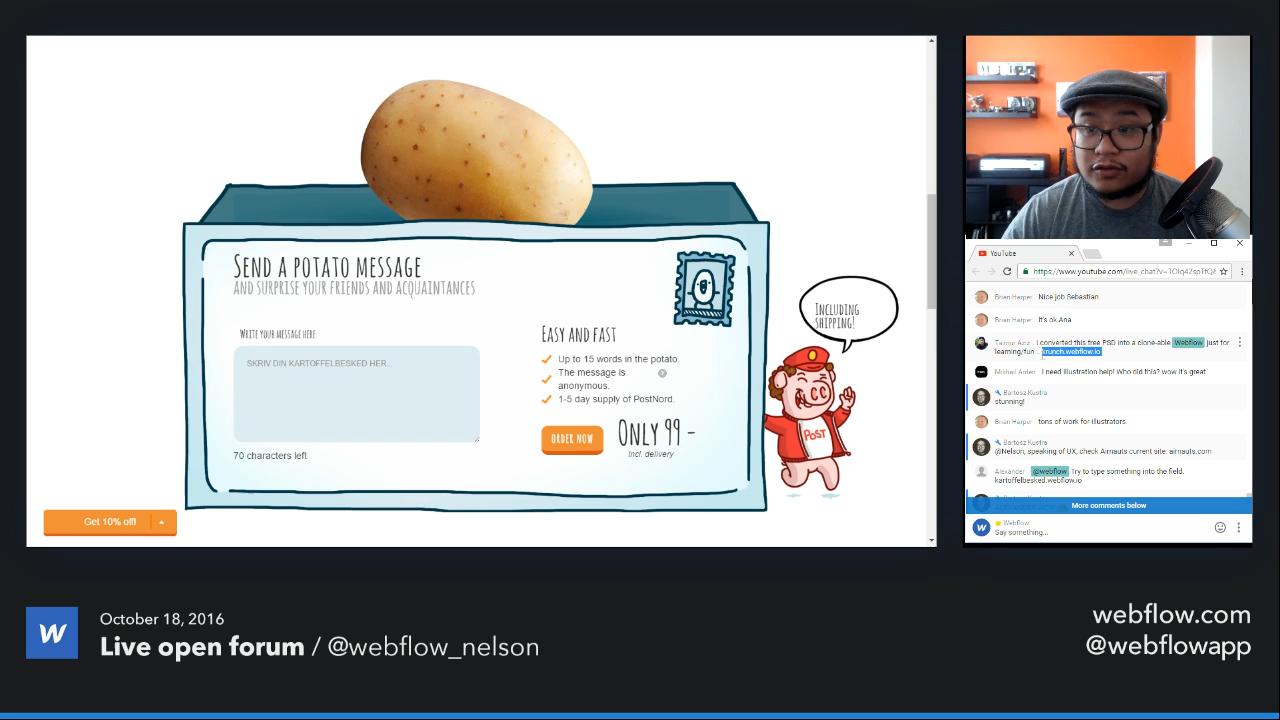 SEND A POTATO MESSAGE
AND SURPRISE YOUR FRIENDS AND ACQUAINTANCES
WRITE YOUR MESSAGE HERE
SKRIV DIN KARTOFFELBESKED HER...
70 characters left
EASY AND FAST
Up to 15 words in the potato.
The message is
anonymous.
1-5 day supply of PostNord.
ORDER NOW
ONLY 99 -
Incl. delivery
INCLUDING
SHIPPING!
POST
Get 10% off!
YouTube
Brian Harper Nice job Sebastian
Brian Harper It's ok Ana
Taimur Aziz I converted this free PSD into a clone-able Webflow just for
learning/fun .. krunch.webflow.io
Mikhail Arden I need illustration help! Who did this? wow it's great
Bartosz Kustra
stunning!
Brian Harper tons of work for illustrators
Bartosz Kustra
@Nelson, speaking of UX, check Airnauts current site: airnauts.com
Alexander @webflow Try to type something into the field.
kartoffelbesked.webflow.io
More comments below
Webflow
Say something...
October 18, 2016
Live open forum / @webflow_nelson
webflow.com
@webflowapp